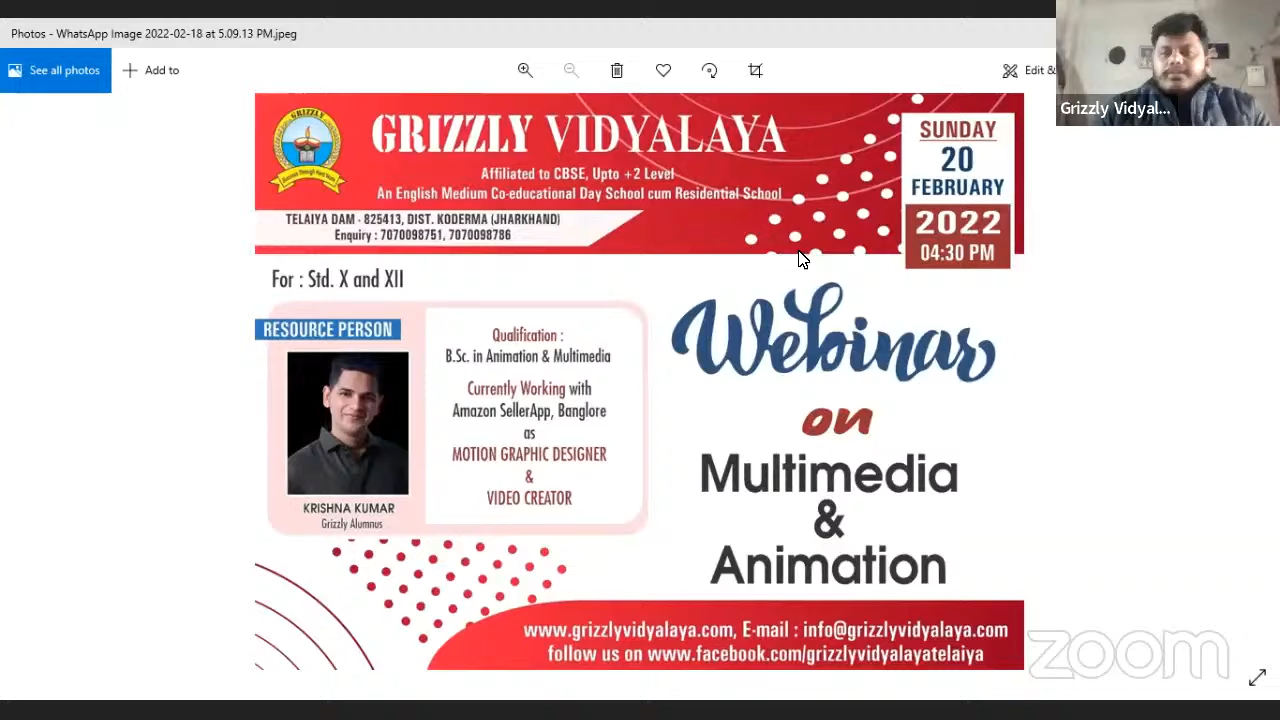 Photos - WhatsApp Image 2022-02-18 at 5.09.13 PM.jpeg
See all photos
Add to
Edit &
Grizzly Vidyal...
GRIZZLY
Success Through Hard Work
GRIZZLY VIDYALAYA
Affiliated to CBSE, Upto +2 Level
An English Medium Co-educational Day School cum Residential School
TELAIYA DAM - 825413, DIST. KODERMA (JHARKHAND)
Enquiry : 7070098751, 7070098786
SUNDAY
20
FEBRUARY
2022
04:30 PM
For : Std. X and XII
RESOURCE PERSON
KRISHNA KUMAR
Grizzly Alumnus
Qualification :
B.Sc. in Animation & Multimedia
Currently Working with
Amazon SellerApp, Banglore
as
MOTION GRAPHIC DESIGNER
&
VIDEO CREATOR
Webinar
on
Multimedia
&
Animation
www.grizzlyvidyalaya.com, E-mail : info@grizzlyvidyalaya.com
follow us on www.facebook.com/grizzlyvidyalayatelaiya
zoom